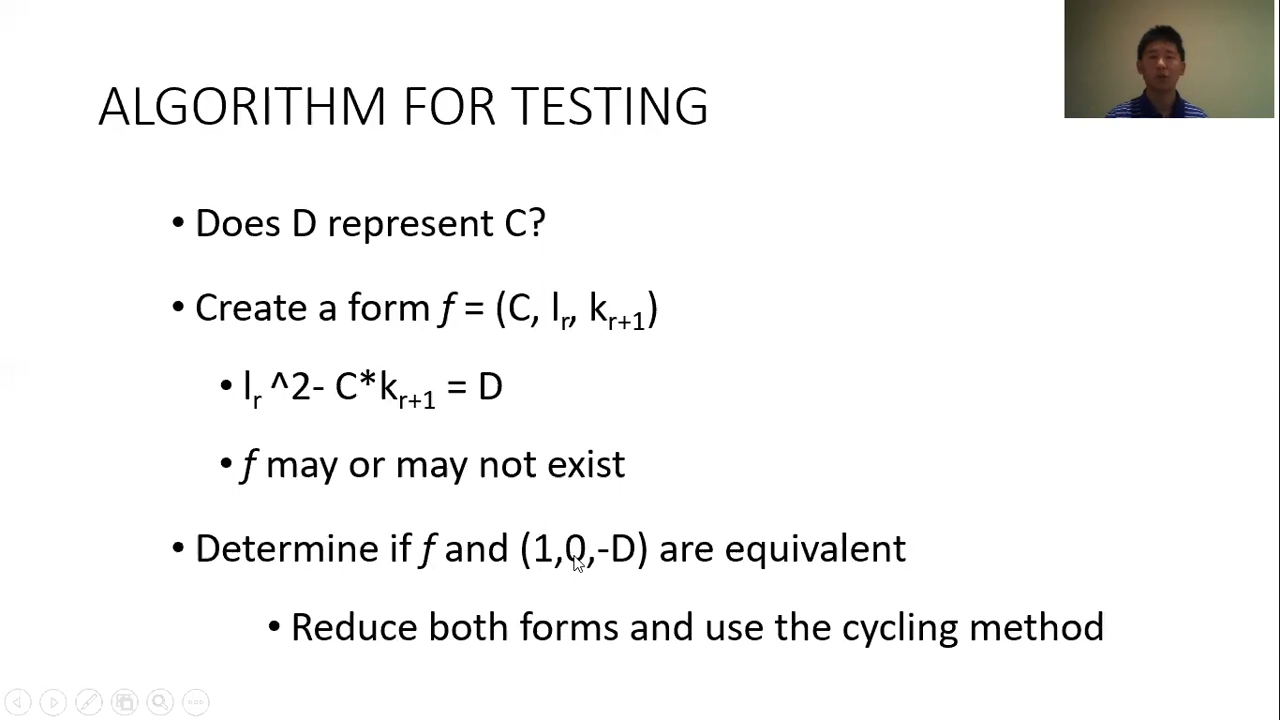 ALGORITHM FOR TESTING
• Does D represent C?
• Create a form f = (C, lᵣ, kᵣ₊₁)
• lᵣ ^2- C*kᵣ₊₁ = D
• f may or may not exist
• Determine if f and (1,0,-D) are equivalent
• Reduce both forms and use the cycling method